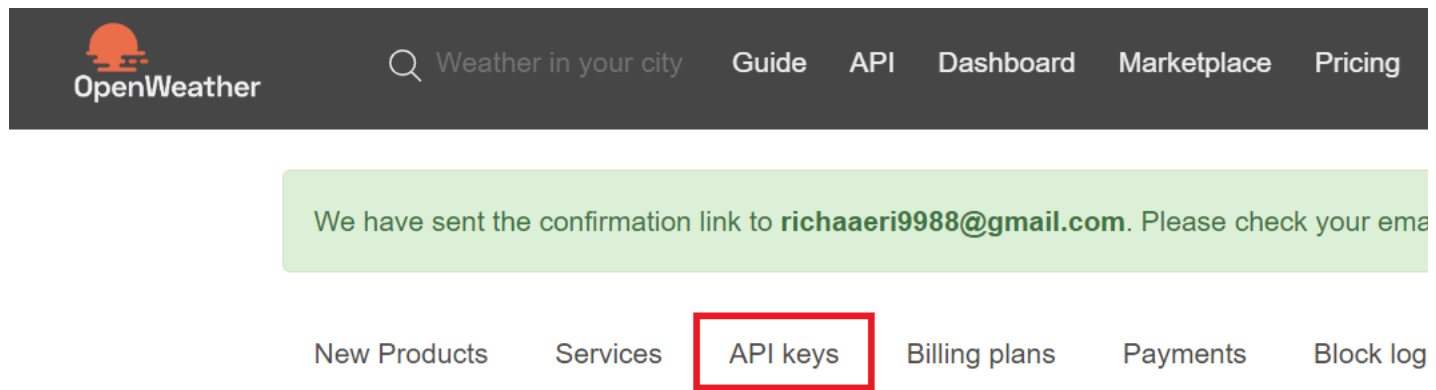 OpenWeather
Weather in your city Guide API Dashboard Marketplace Pricing
We have sent the confirmation link to richaaeri9988@gmail.com. Please check your ema
New Products Services API keys Billing plans Payments Block log